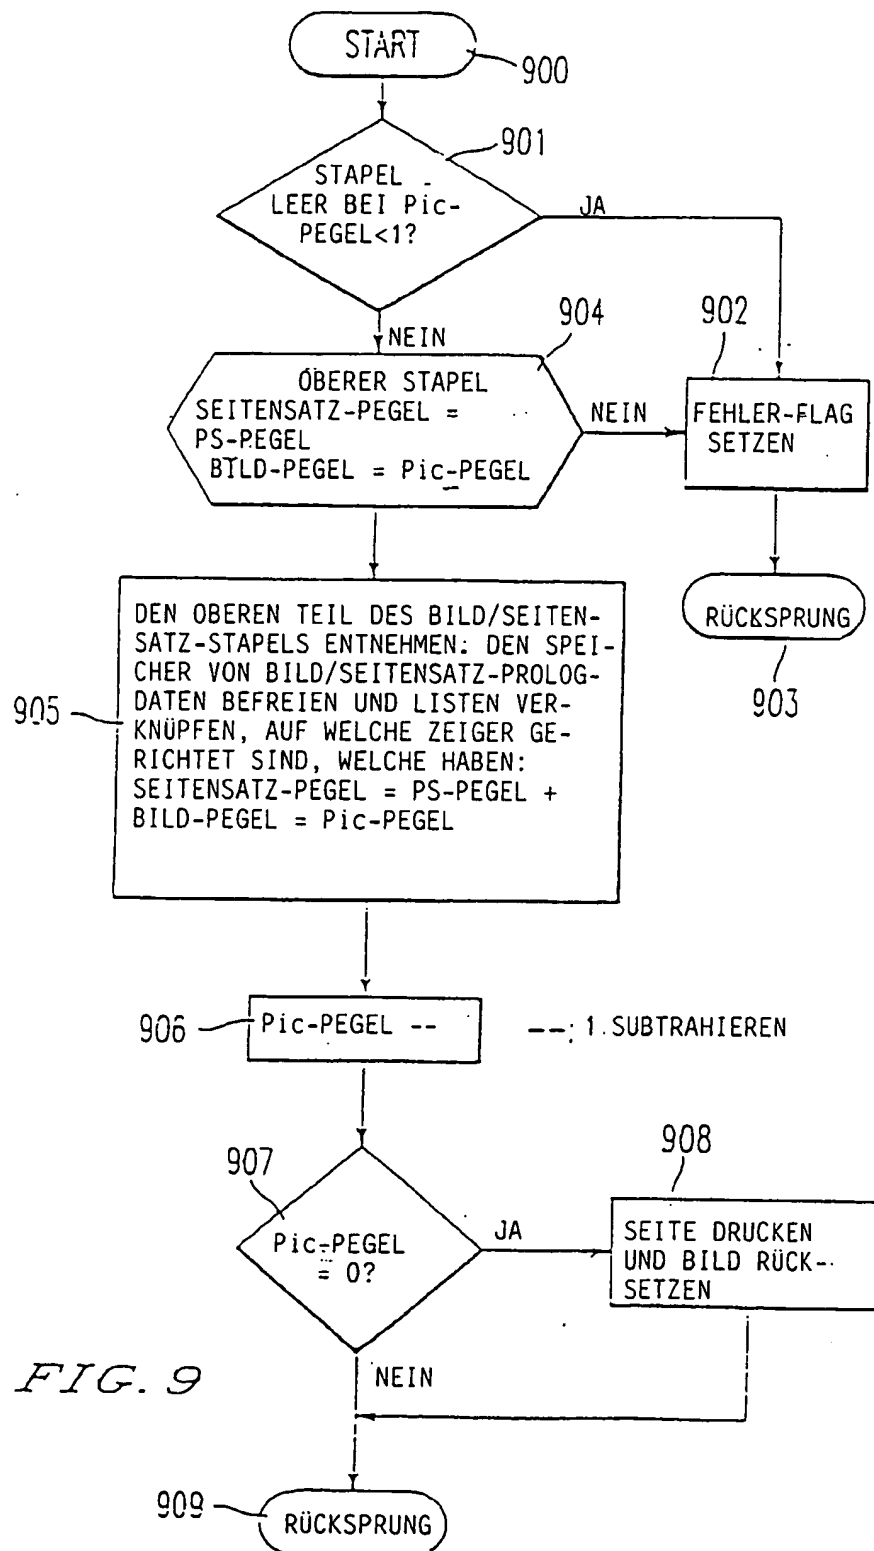 START
900
901
STAPEL
LEER BEI Pic-
PEGEL<1?
JA
NEIN
904
902
OBERER STAPEL
SEITENSATZ-PEGEL =
PS-PEGEL
BILD-PEGEL = Pic-PEGEL
NEIN
FEHLER-FLAG
SETZEN
RÜCKSPRUNG
903
905
DEN OBEREN TEIL DES BILD/SEITEN-
SATZ-STAPELS ENTNEHMEN: DEN SPEI-
CHER VON BILD/SEITENSATZ-PROLOG-
DATEN BEFREIEN UND LISTEN VER-
KNÜPFEN, AUF WELCHE ZEIGER GE-
RICHTET SIND, WELCHE HABEN:
SEITENSATZ-PEGEL = PS-PEGEL +
BILD-PEGEL = Pic-PEGEL
906
Pic-PEGEL --
--: 1.SUBTRAHIEREN
907
Pic-PEGEL
= 0?
JA
908
SEITE DRUCKEN
UND BILD RÜCK-
SETZEN
NEIN
FIG. 9
909
RÜCKSPRUNG